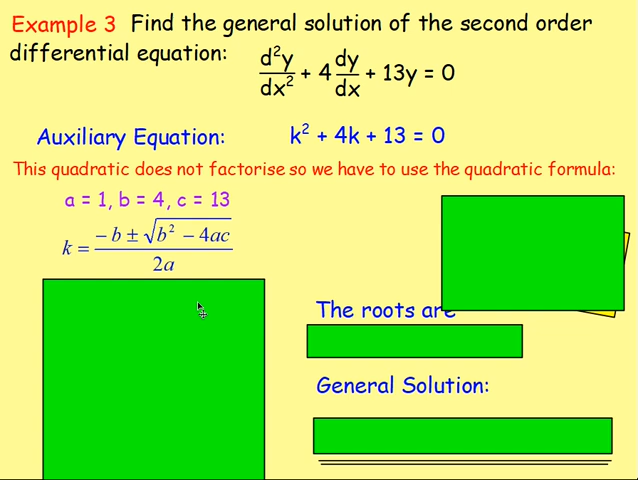 Example 3 Find the general solution of the second order
differential equation: d²y/dx² + 4 dy/dx + 13y = 0
Auxiliary Equation: k² + 4k + 13 = 0
This quadratic does not factorise so we have to use the quadratic formula:
a = 1, b = 4, c = 13
k = (−b ± √(b² − 4ac))/2a
The roots are
General Solution: